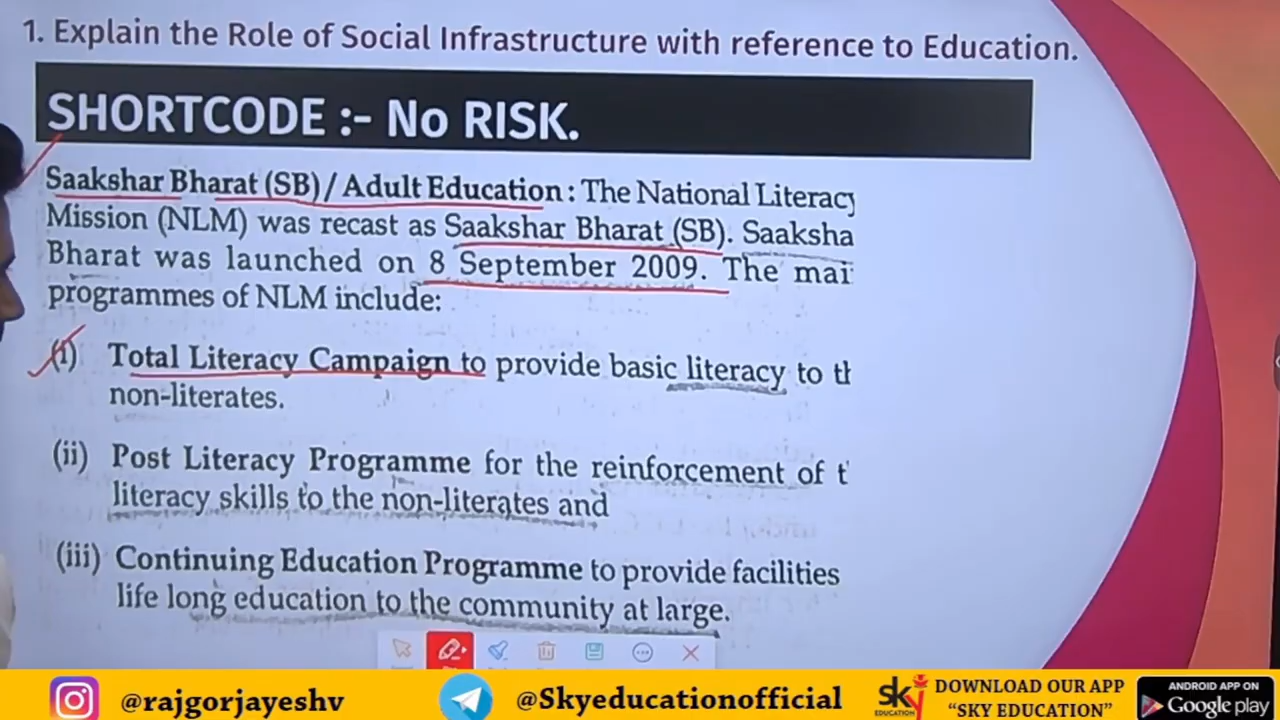 1. Explain the Role of Social Infrastructure with reference to Education.
SHORTCODE :- No RISK.
Saakshar Bharat (SB)/Adult Education: The National Literacy
Mission (NLM) was recast as Saakshar Bharat (SB). Saaksha
Bharat was launched on 8 September 2009. The mai
programmes of NLM include:
(i) Total Literacy Campaign to provide basic literacy to th
non-literates.
(ii) Post Literacy Programme for the reinforcement of t
literacy skills to the non-literates and
(iii) Continuing Education Programme to provide facilities
life long education to the community at large.
@rajgorjayeshv
@Skyeducationofficial
sky
EDUCATION
DOWNLOAD OUR APP
"SKY EDUCATION"
ANDROID APP ON
Google play